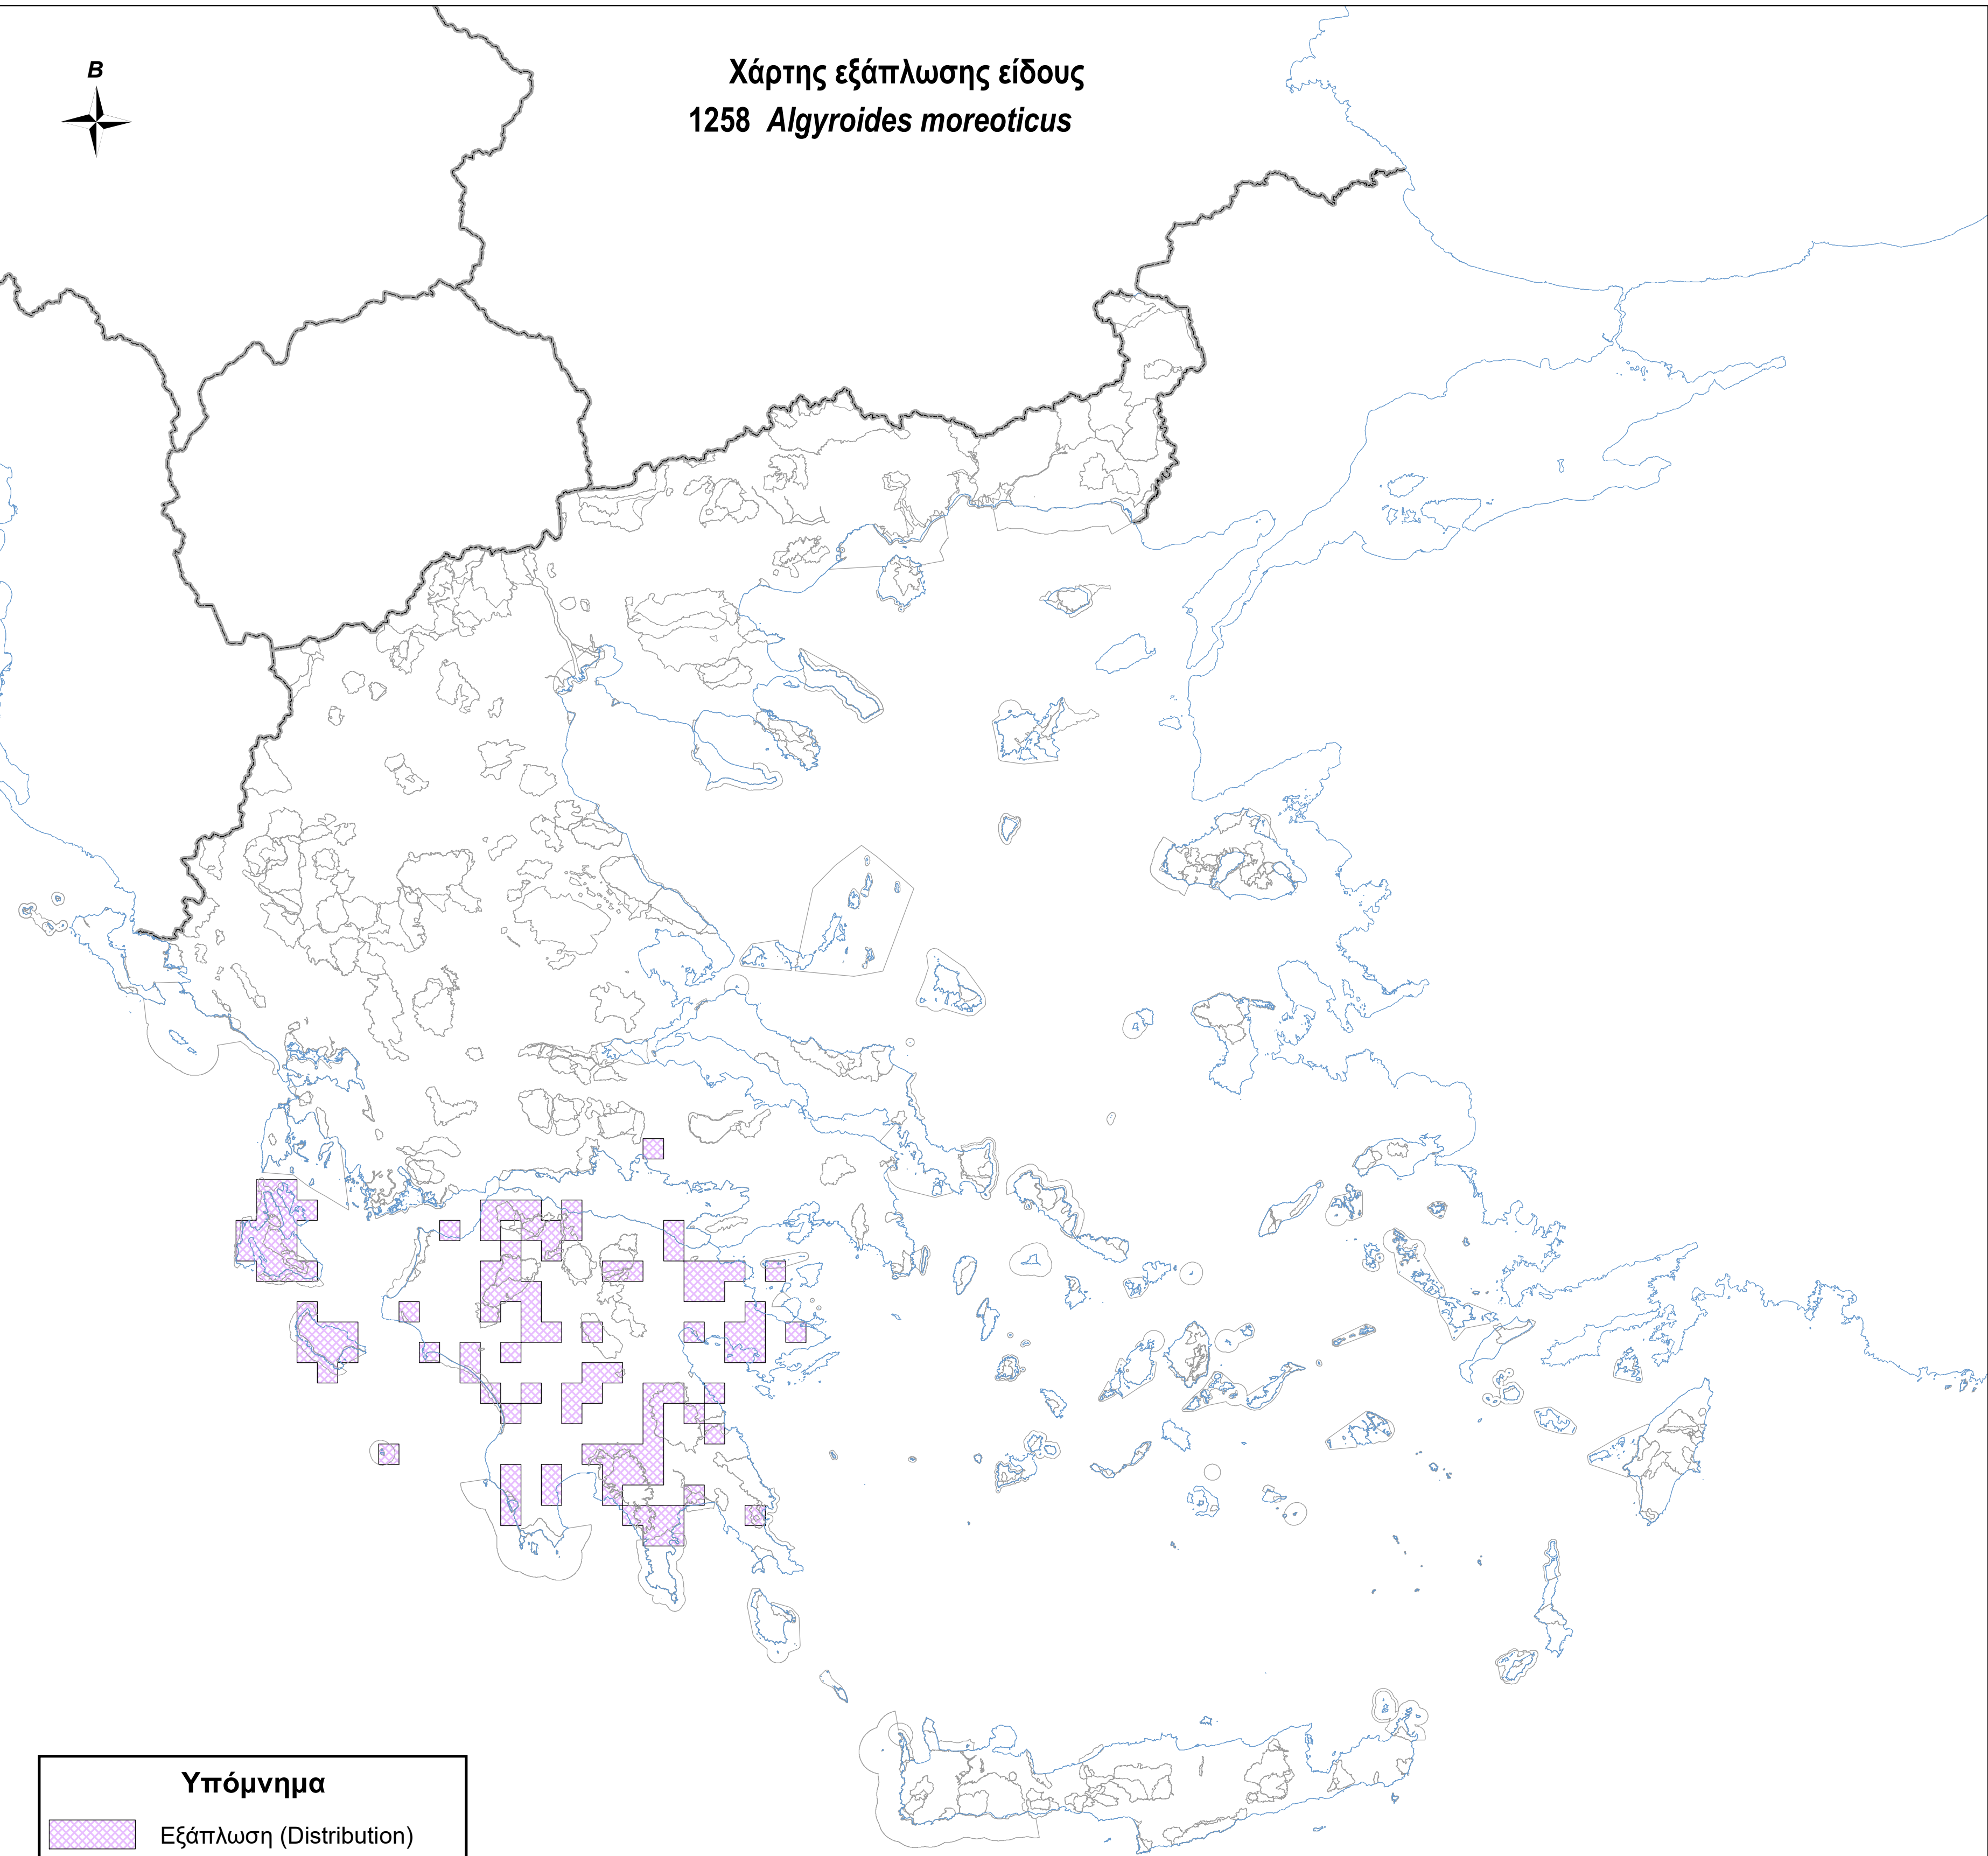 Β
Χάρτης εξάπλωσης είδους
1258 Algyroides moreoticus
Υπόμνημα
Εξάπλωση (Distribution)